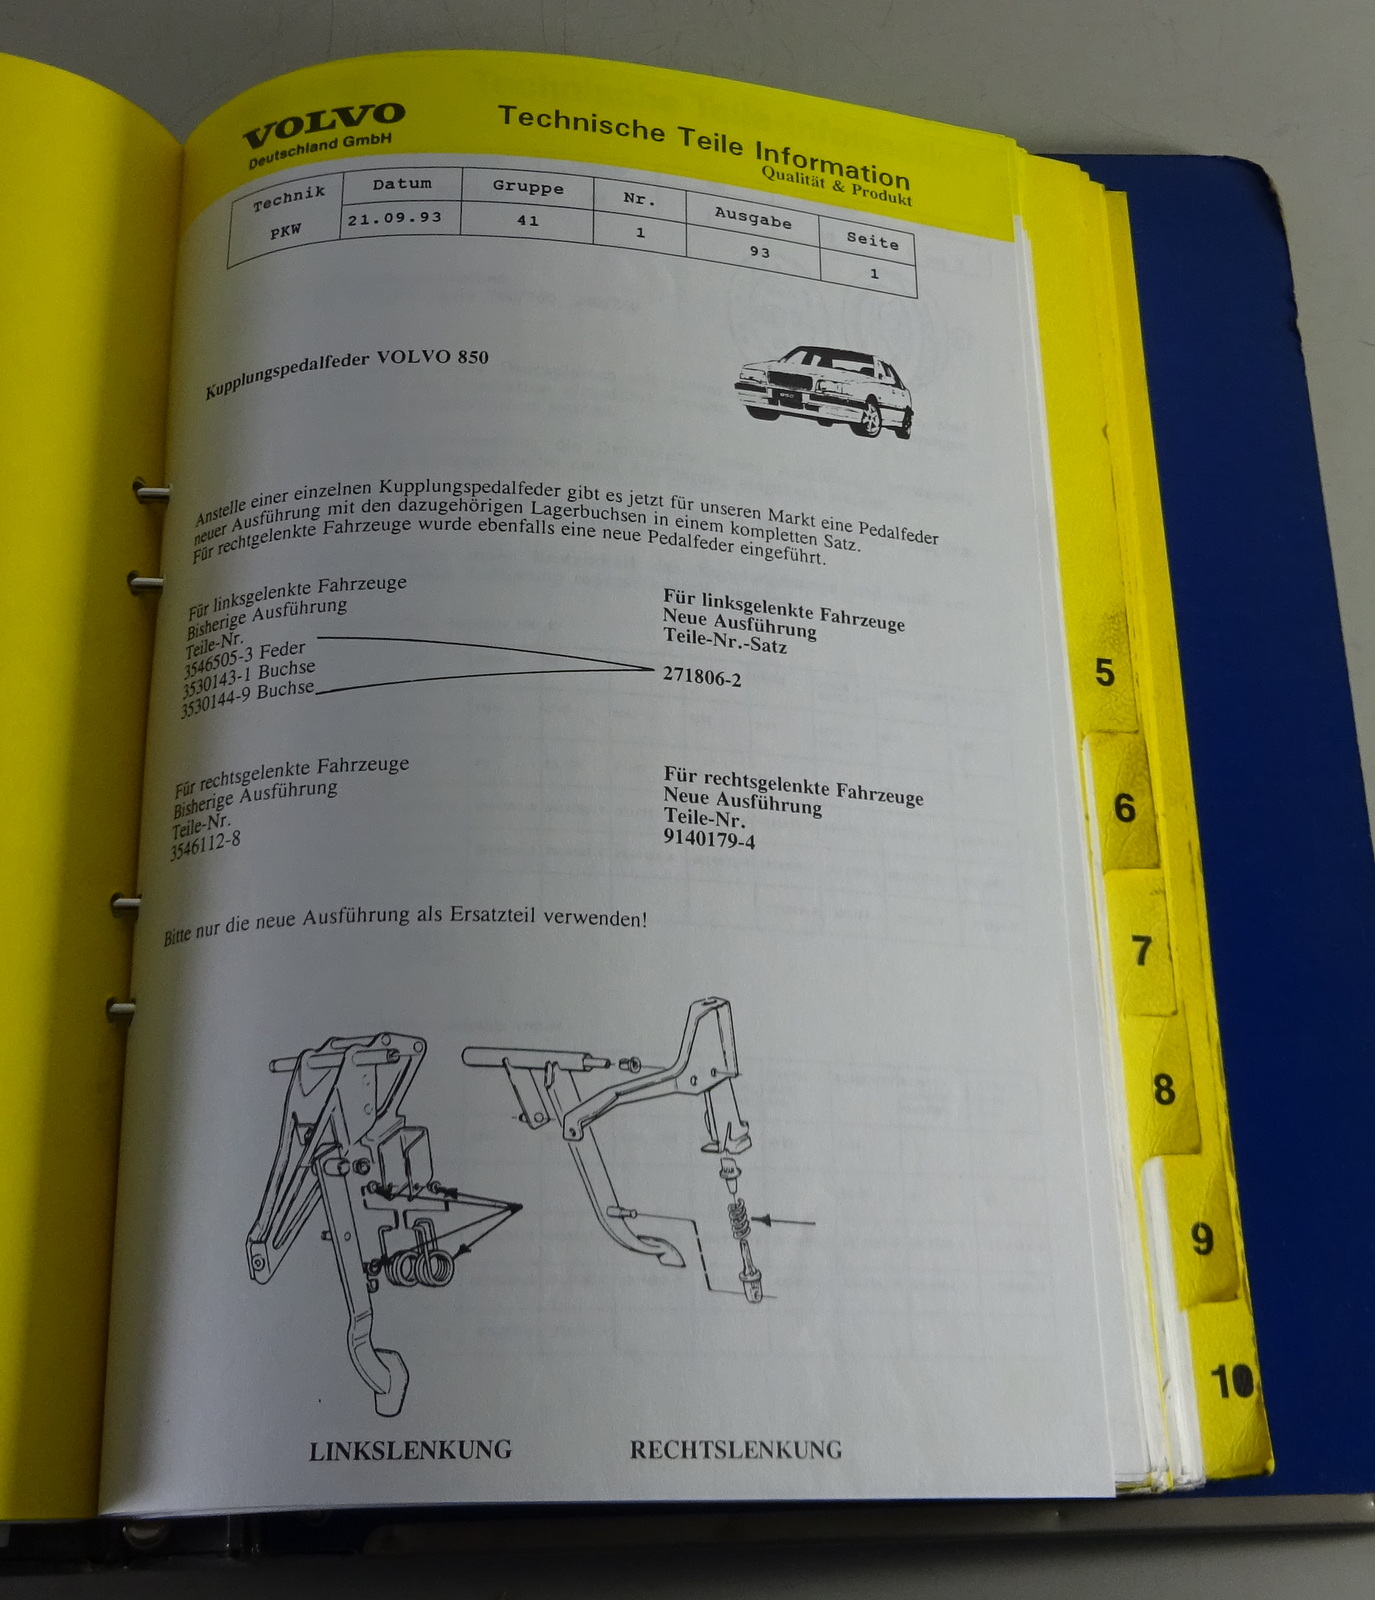 VOLVO
Deutschland GmbH
Technische Teile Information
Qualität & Produkt
Technik Datum Gruppe Nr. Ausgabe Seite
PKW 21.09.93 41 1 93 1
Kupplungspedalfeder VOLVO 850
Anstelle einer einzelnen Kupplungspedalfeder gibt es jetzt für unseren Markt eine Pedalfeder
neuer Ausführung mit den dazugehörigen Lagerbuchsen in einem kompletten Satz.
Für rechtgelenkte Fahrzeuge wurde ebenfalls eine neue Pedalfeder eingeführt.
Für linksgelenkte Fahrzeuge
Bisherige Ausführung
Teile-Nr.
3546505-3 Feder
3530143-1 Buchse
3530144-9 Buchse
Für linksgelenkte Fahrzeuge
Neue Ausführung
Teile-Nr.-Satz
271806-2
Für rechtsgelenkte Fahrzeuge
Bisherige Ausführung
Teile-Nr.
3546112-8
Für rechtsgelenkte Fahrzeuge
Neue Ausführung
Teile-Nr.
9140179-4
Bitte nur die neue Ausführung als Ersatzteil verwenden!
LINKSLENKUNG
RECHTSLENKUNG
5
6
7
8
9
10